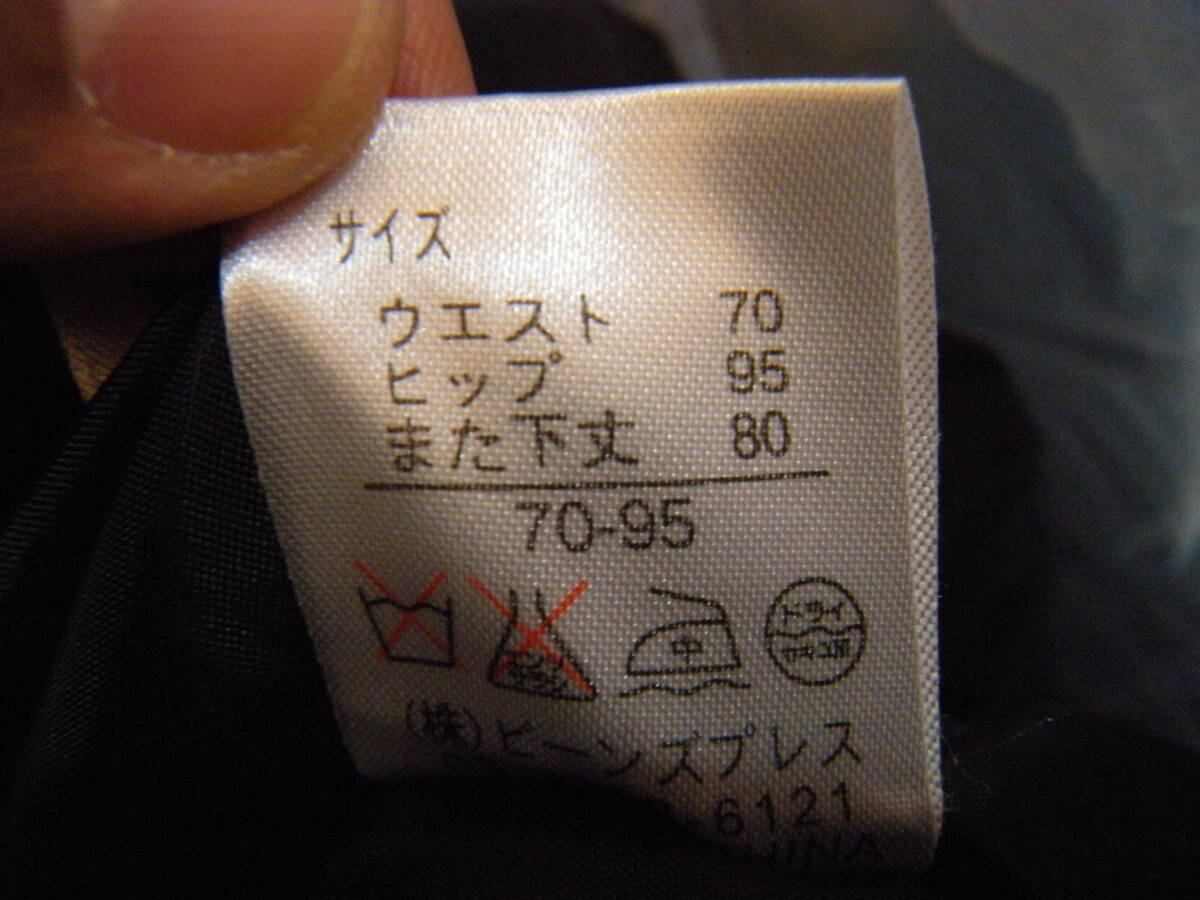 サイズ
ウエスト 70
ヒップ 95
また下丈 80
70-95
中
ドライ
(株)ビーンズプレス
6121